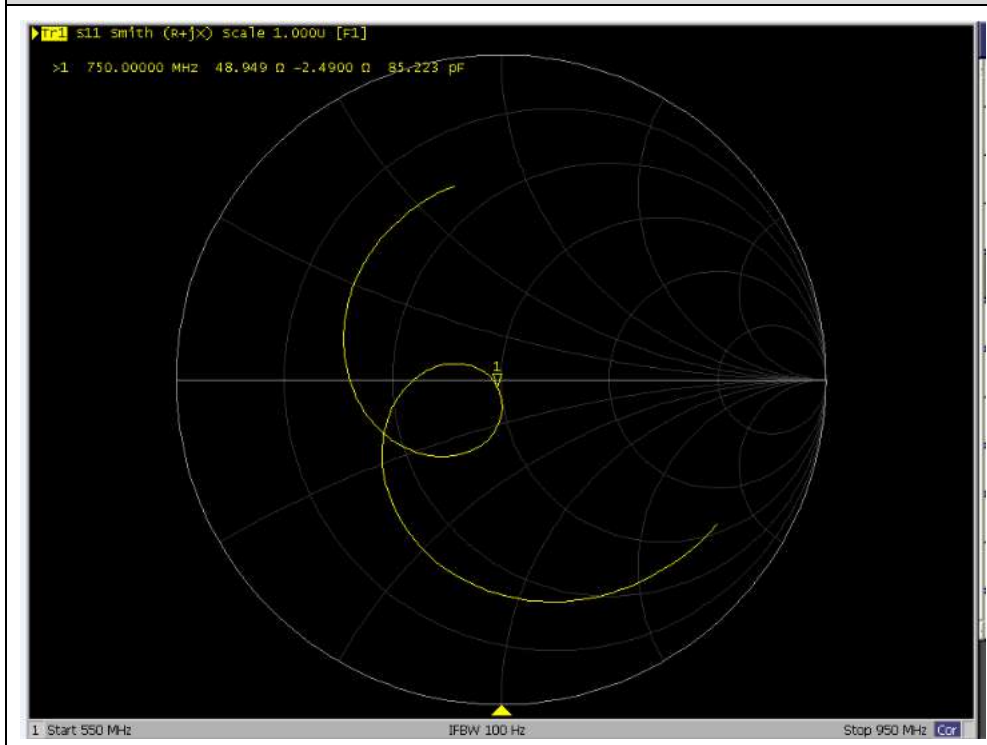 Tr1 S11 Smith (R+jX) Scale 1.000U [F1]
>1 750.00000 MHz 48.949 Ω -2.4900 Ω 85.223 pF
1
1 Start 550 MHz IFBW 100 Hz Stop 950 MHz Cor